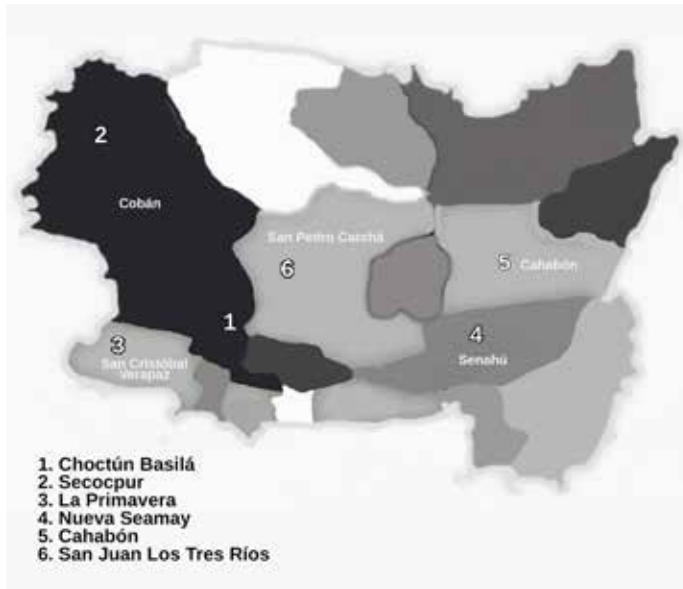 2
Cobán
San Pedro Carchá
6
5 Cahabón
1
3
4
San Cristóbal
Verapaz
Senahú
1. Choctún Basilá
2. Secocpur
3. La Primavera
4. Nueva Seamay
5. Cahabón
6. San Juan Los Tres Ríos